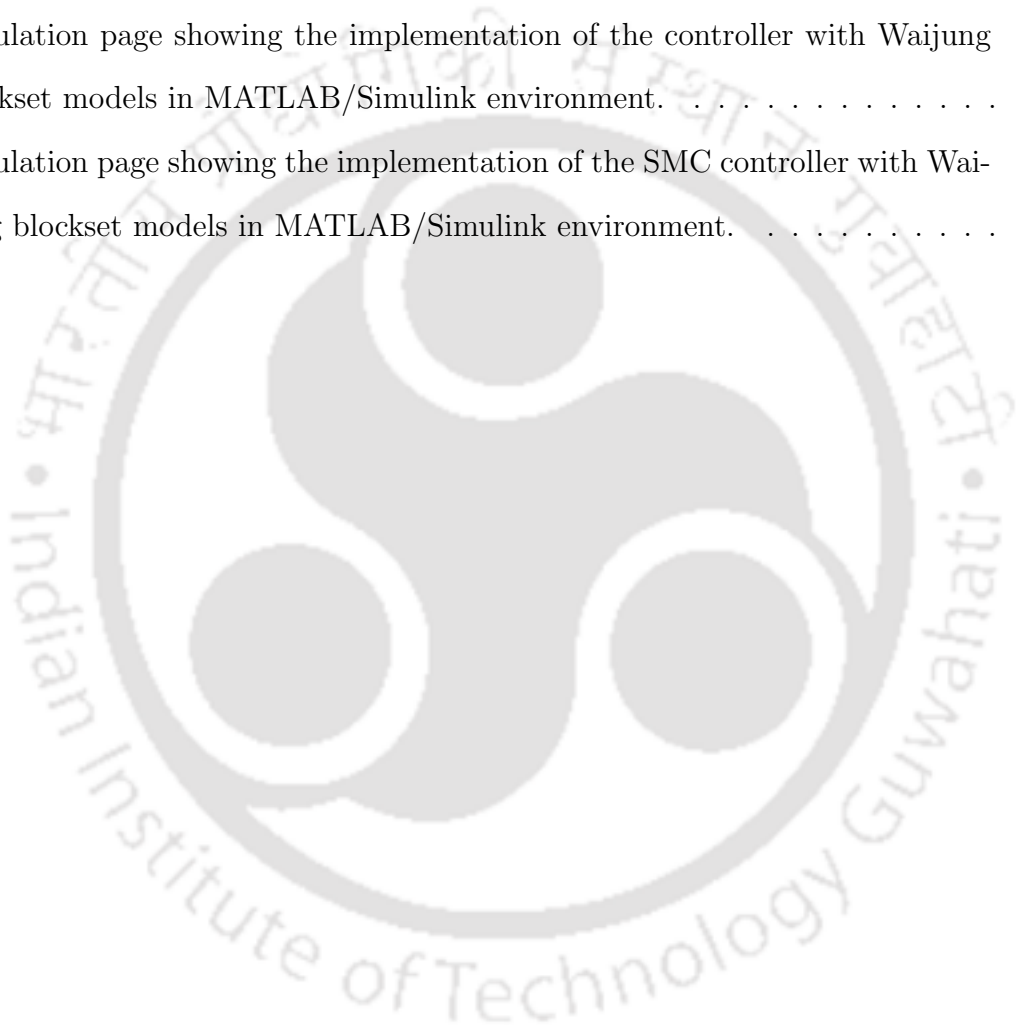 ulation page showing the implementation of the controller with Waijung
kset models in MATLAB/Simulink environment. . . . . . . . . . . . . .
ulation page showing the implementation of the SMC controller with Wai-
g blockset models in MATLAB/Simulink environment. . . . . . . . . . .
भारतीय प्रौद्योगिकी संस्थान गुवाहाटी
• Indian Institute of Technology Guwahati •